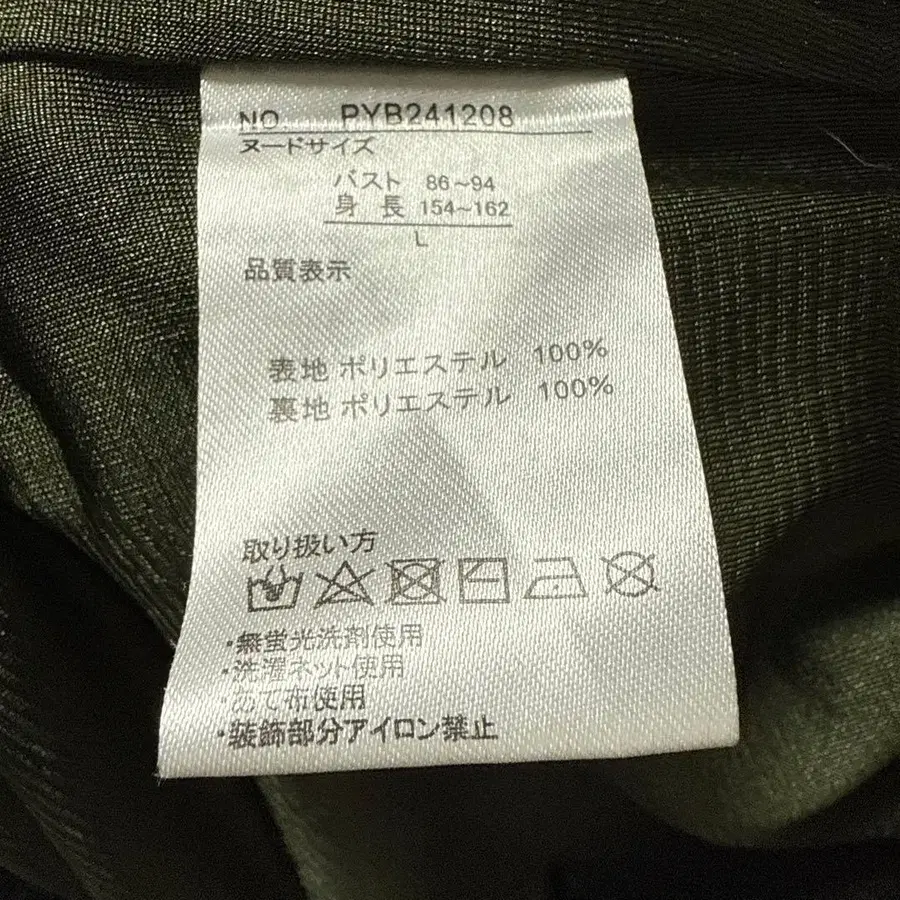 NO. PYB241208
ヌードサイズ
バスト 86~94
身長 154~162
L
品質表示
表地 ポリエステル 100%
裏地 ポリエステル 100%
取り扱い方
・無蛍光洗剤使用
・洗濯ネット使用
・あて布使用
・装飾部分アイロン禁止